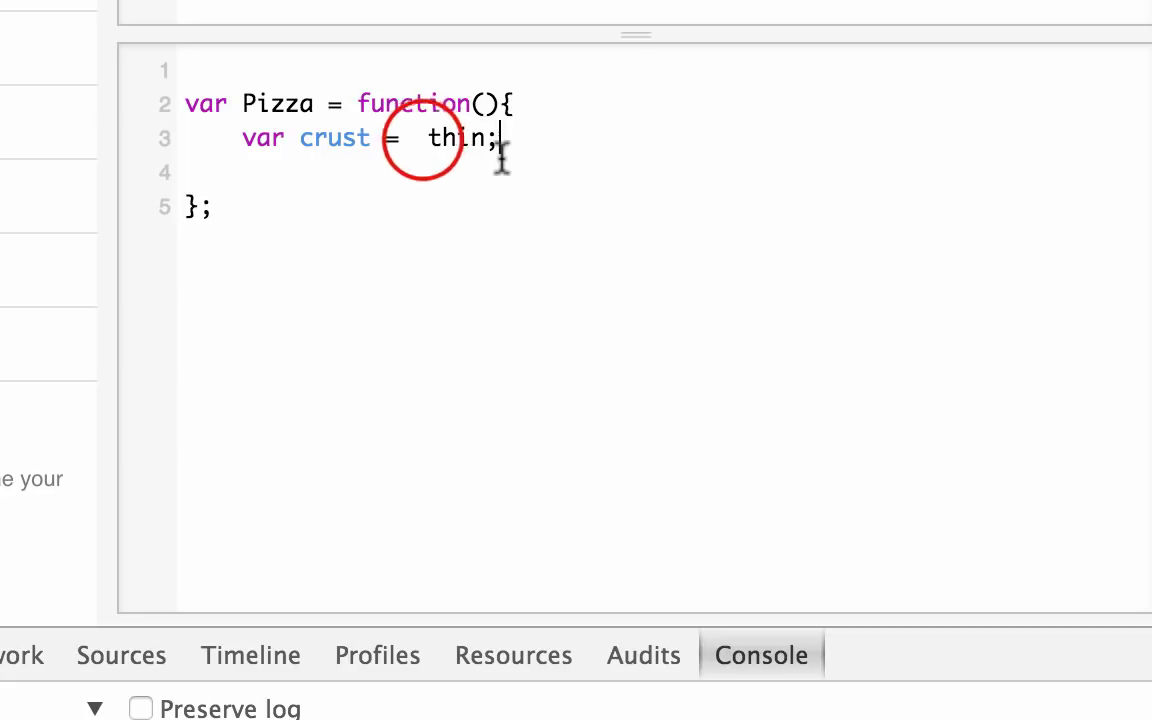 1
2 var Pizza = function(){
3     var crust =  thin;
4
5 };
e your
Sources Timeline Profiles Resources Audits Console
▼ Preserve log